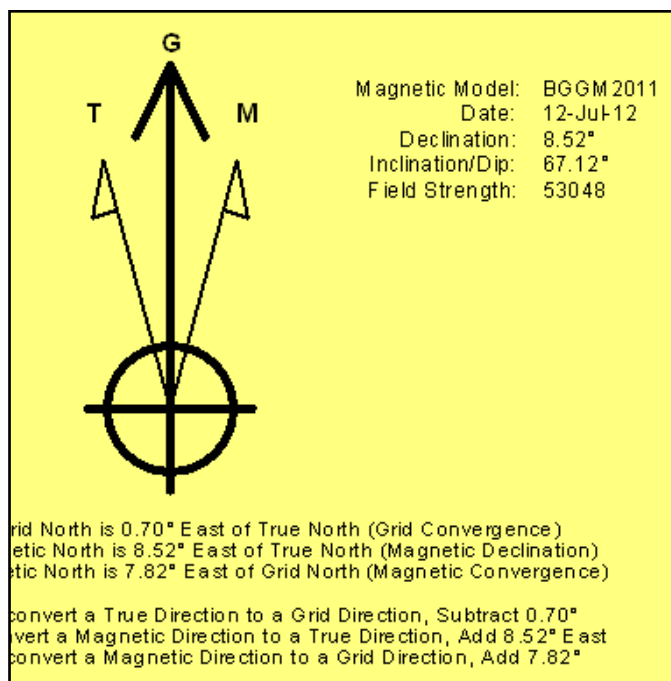 G
T
M
Magnetic Model: BGGM2011
Date: 12-Jul-12
Declination: 8.52°
Inclination/Dip: 67.12°
Field Strength: 53048
rid North is 0.70° East of True North (Grid Convergence)
etic North is 8.52° East of True North (Magnetic Declination)
etic North is 7.82° East of Grid North (Magnetic Convergence)
convert a True Direction to a Grid Direction, Subtract 0.70°
vert a Magnetic Direction to a True Direction, Add 8.52° East
convert a Magnetic Direction to a Grid Direction, Add 7.82°